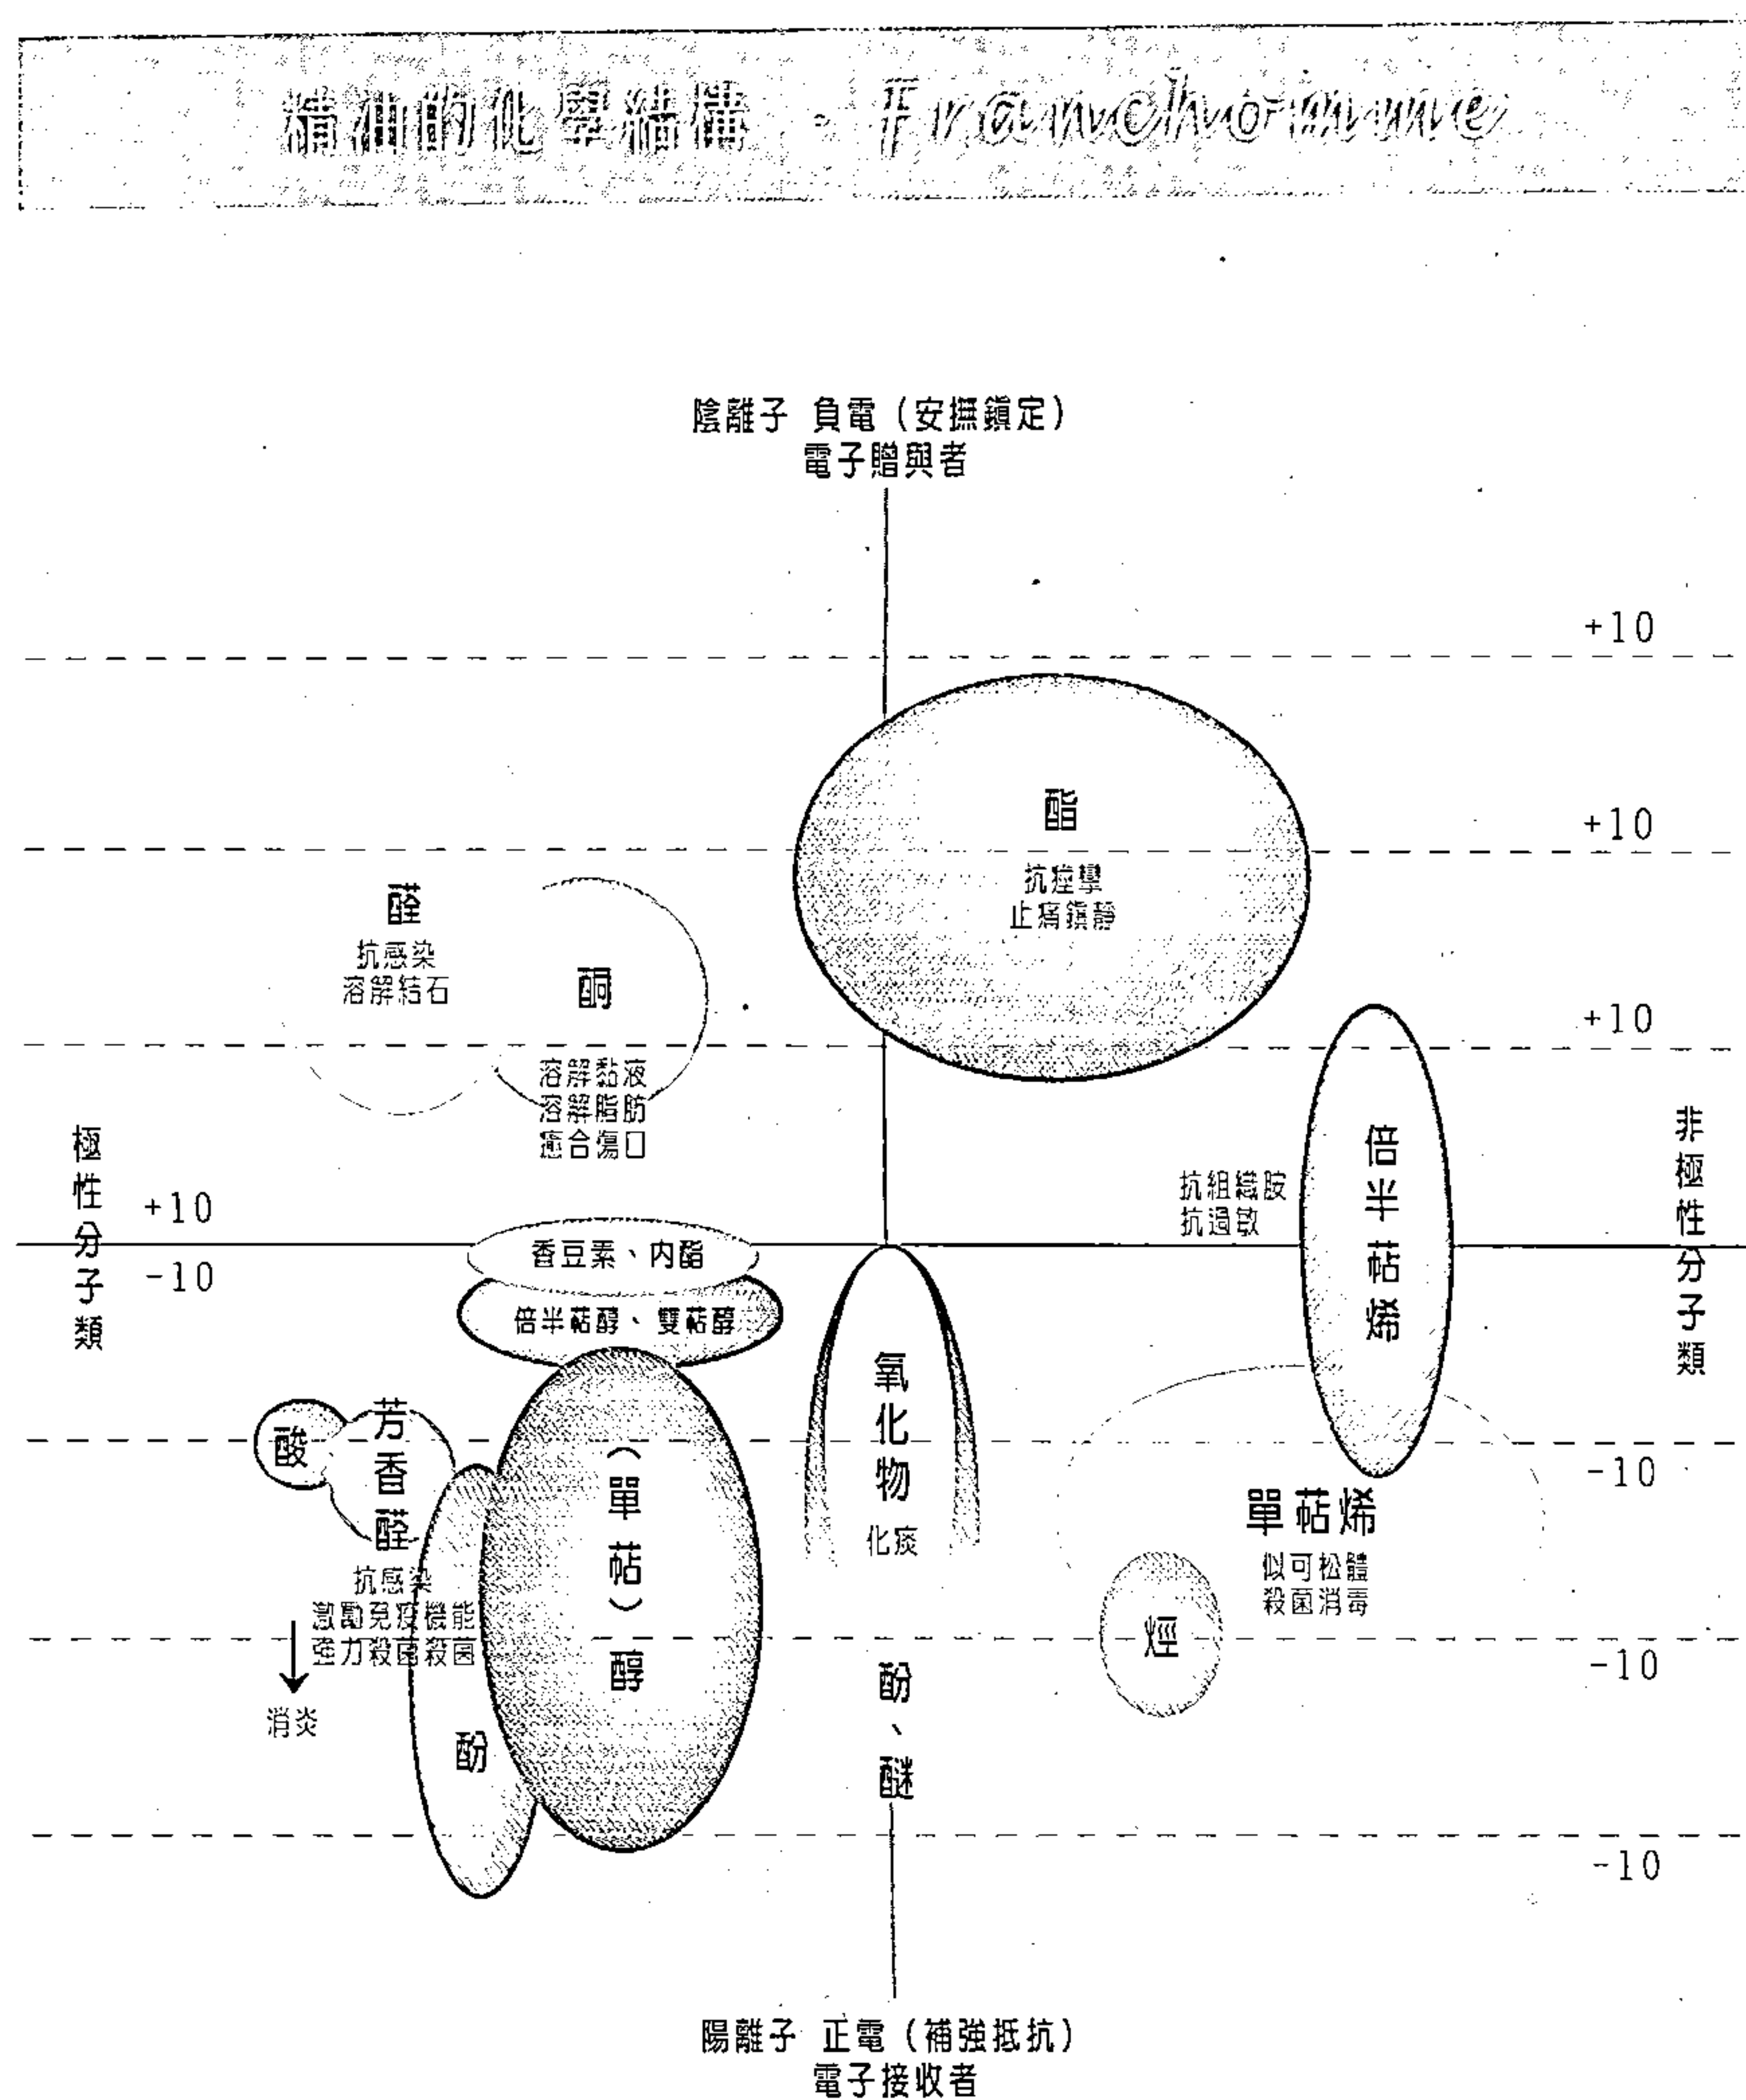 精油的化學結構 - Franchomme
陰離子 負電（安撫鎮定）
電子贈與者
+10
+10
酯
抗痙攣
止痛鎮靜
醛
抗感染
溶解結石
酮
溶解黏液
溶解脂肪
癒合傷口
+10
極性分子類
+10
-10
非極性分子類
倍半萜烯
抗組織胺
抗過敏
香豆素、內酯
倍半萜醇、雙萜醇
氧化物
化痰
酸
芳香醛
抗感染
激勵免疫機能
強力殺菌殺菌
消炎
（單萜）醇
酚
-10
單萜烯
似可松體
殺菌消毒
烴
-10
酚、醚
-10
陽離子 正電（補強抵抗）
電子接收者